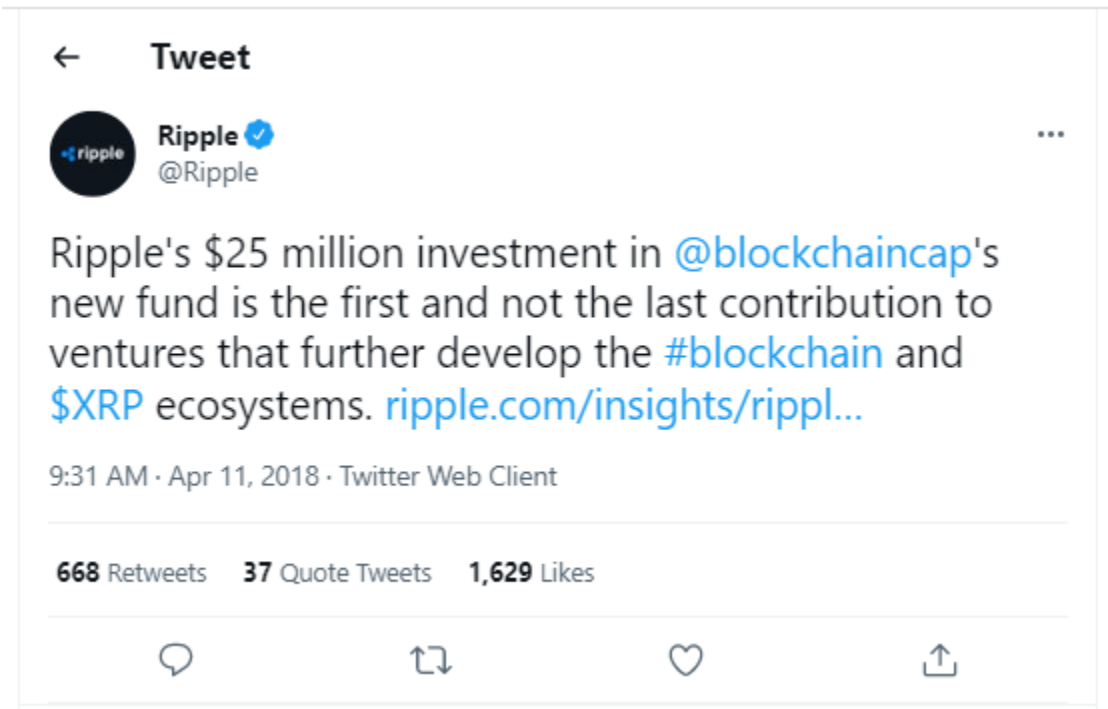 Tweet
ripple
Ripple
@Ripple
Ripple's $25 million investment in @blockchaincap's
new fund is the first and not the last contribution to
ventures that further develop the #blockchain and
$XRP ecosystems. ripple.com/insights/rippl...
9:31 AM · Apr 11, 2018 · Twitter Web Client
668 Retweets 37 Quote Tweets 1,629 Likes